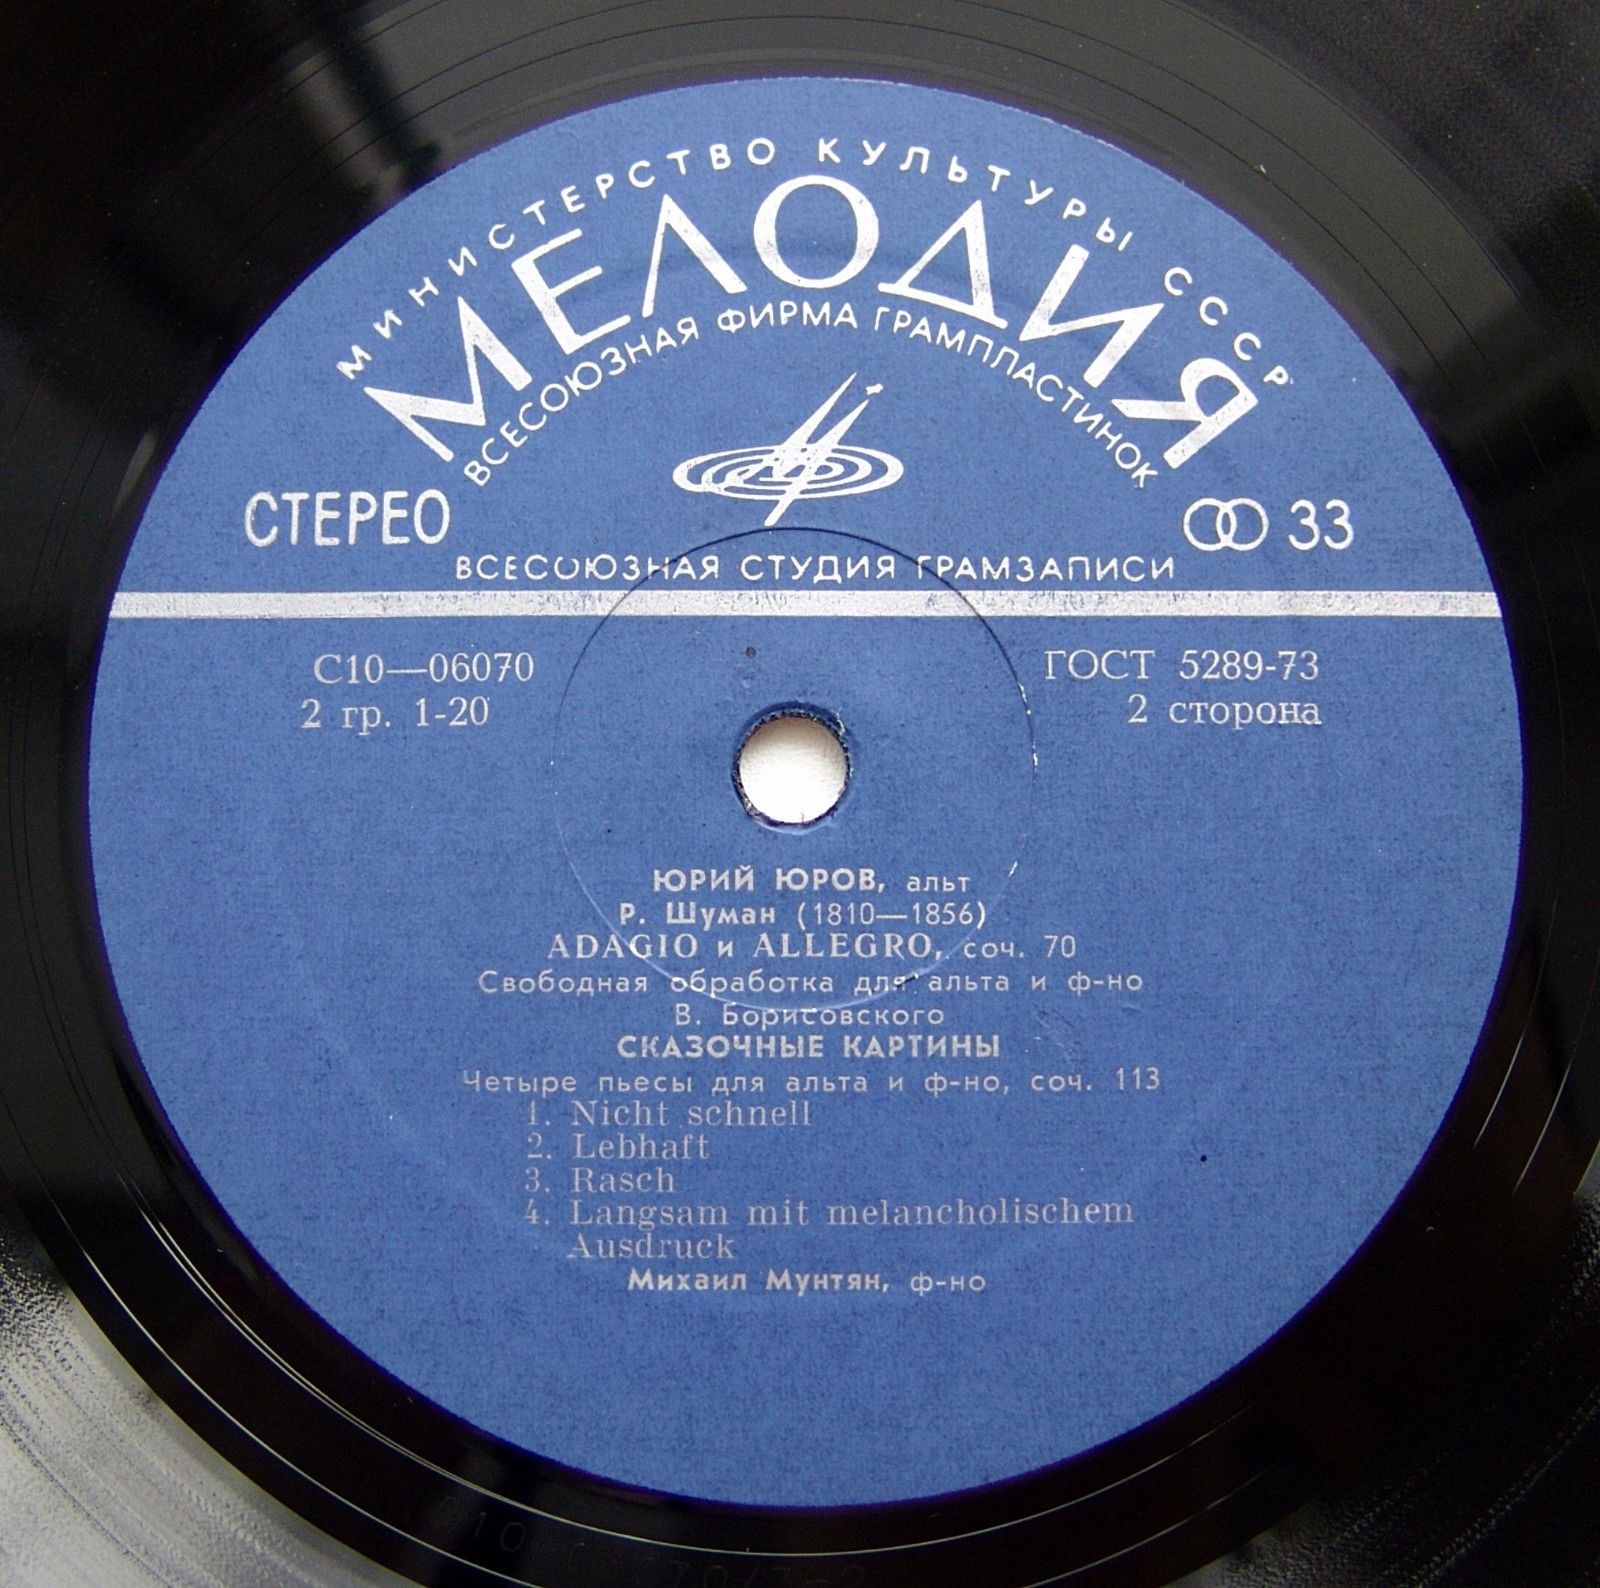 МИНИСТЕРСТВО КУЛЬТУРЫ СССР
МЕЛОДИЯ
ВСЕСОЮЗНАЯ ФИРМА ГРАМПЛАСТИНОК
СТЕРЕО
33
ВСЕСОЮЗНАЯ СТУДИЯ ГРАМЗАПИСИ
С10—06070
ГОСТ 5289-73
2 гр. 1-20
2 сторона
ЮРИЙ ЮРОВ, альт
Р. Шуман (1810—1856)
ADAGIO и ALLEGRO, соч. 70
Свободная обработка для альта и ф-но
В. Борисовского
СКАЗОЧНЫЕ КАРТИНЫ
Четыре пьесы для альта и ф-но, соч. 113
1. Nicht schnell
2. Lebhaft
3. Rasch
4. Langsam mit melancholischem
Ausdruck
Михаил Мунтян, ф-но